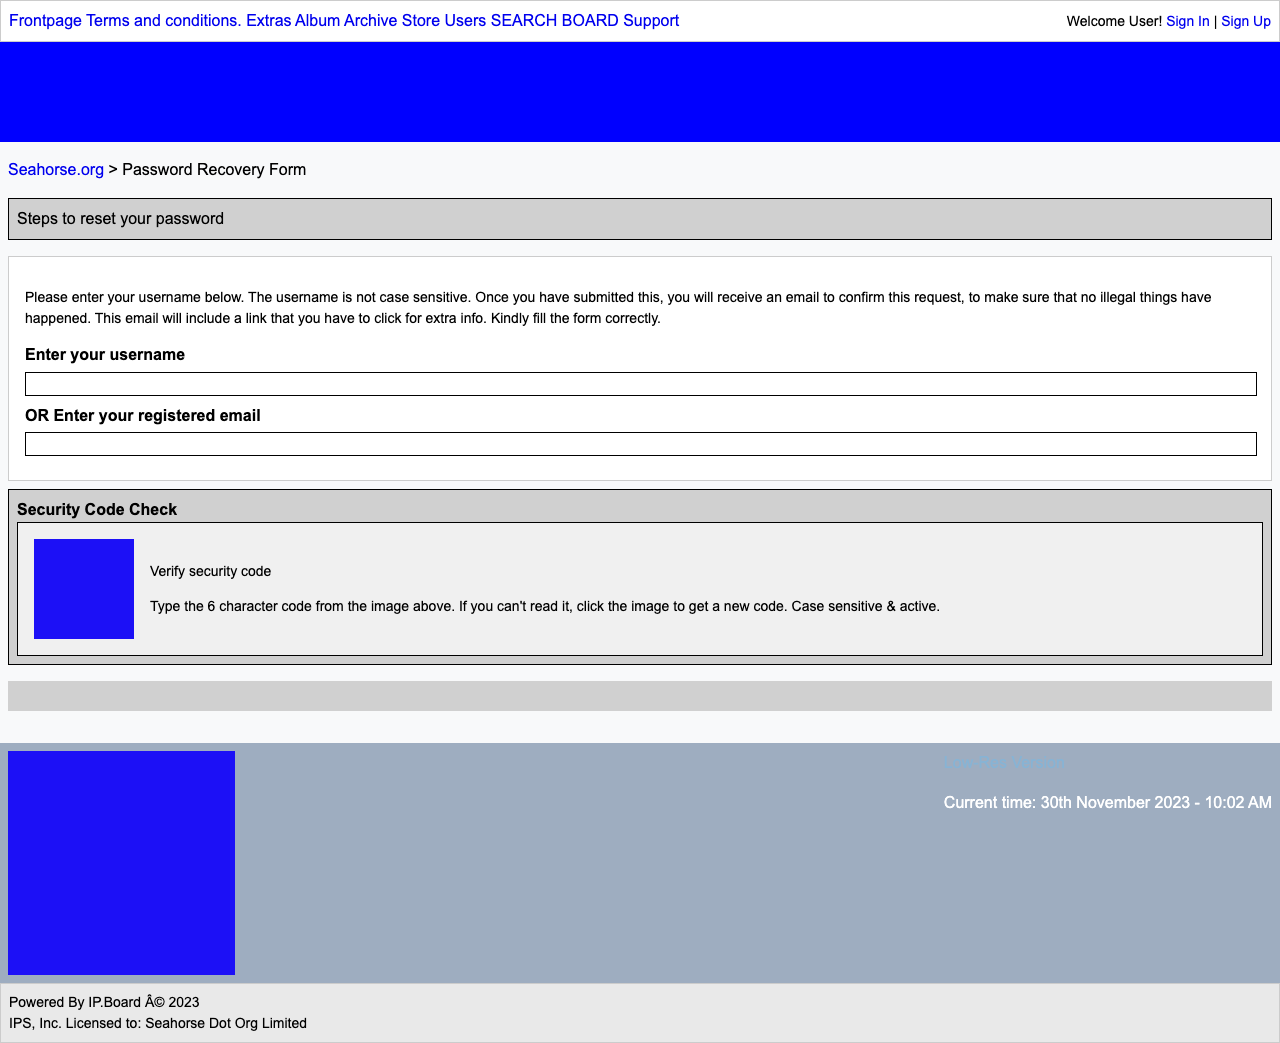 Frontpage Terms and conditions. Extras Album Archive Store Users SEARCH BOARD Support
Welcome User! Sign In | Sign Up
Seahorse.org > Password Recovery Form
Steps to reset your password
Please enter your username below. The username is not case sensitive. Once you have submitted this, you will receive an email to confirm this request, to make sure that no illegal things have
happened. This email will include a link that you have to click for extra info. Kindly fill the form correctly.
Enter your username
OR Enter your registered email
Security Code Check
Verify security code
Type the 6 character code from the image above. If you can't read it, click the image to get a new code. Case sensitive & active.
Current time: 30th November 2023 - 10:02 AM
Powered By IP.Board Â© 2023
IPS, Inc. Licensed to: Seahorse Dot Org Limited